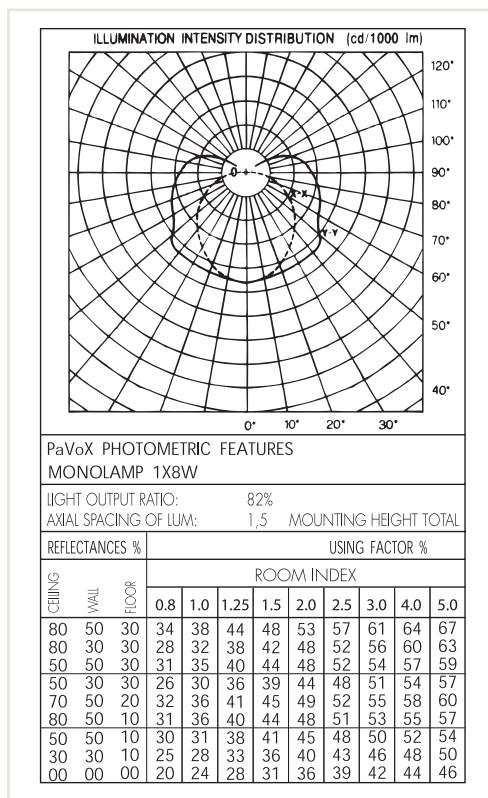 ILLUMINATION INTENSITY DISTRIBUTION (cd/1000 lm)
120°
110°
100°
0
90°
X-X
80°
Y-Y
70°
60°
50°
40°
0° 10° 20° 30°
PaVoX PHOTOMETRIC FEATURES
MONOLAMP 1X8W
LIGHT OUTPUT RATIO: 82%
AXIAL SPACING OF LUM: 1,5 MOUNTING HEIGHT TOTAL
REFLECTANCES % USING FACTOR %
CEILING WALL FLOOR ROOM INDEX
0.8 1.0 1.25 1.5 2.0 2.5 3.0 4.0 5.0
80 50 30 34 38 44 48 53 57 61 64 67
80 30 30 28 32 38 42 48 52 56 60 63
50 50 30 31 35 40 44 48 52 54 57 59
50 30 30 26 30 36 39 44 48 51 54 57
70 50 20 32 36 41 45 49 52 55 58 60
80 50 10 31 36 40 44 48 51 53 55 57
50 50 10 30 31 38 41 45 48 50 52 54
30 30 10 25 28 33 36 40 43 46 48 50
00 00 00 20 24 28 31 36 39 42 44 46